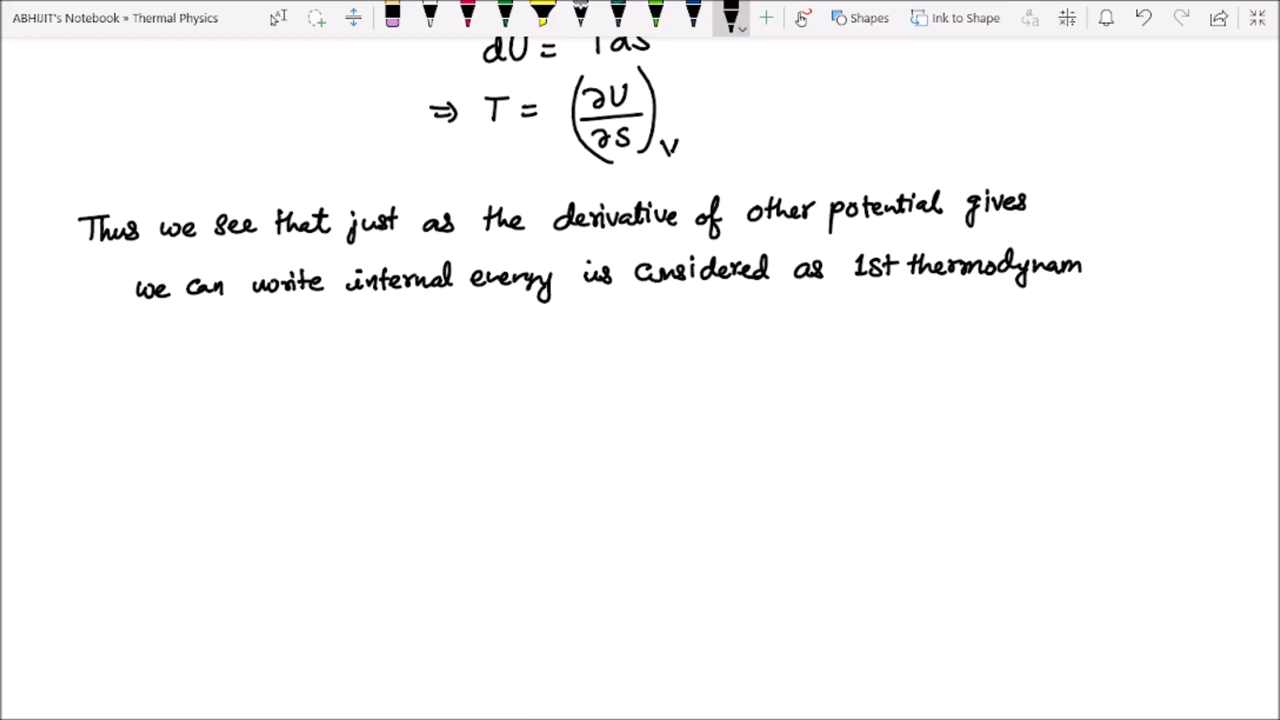 ABHIJIT's Notebook » Thermal Physics
Shapes
Ink to Shape
dU = Tds
⇒ T = (∂U/∂S)V
Thus we see that just as the derivative of other potential gives
we can write internal energy is considered as 1st thermodynam